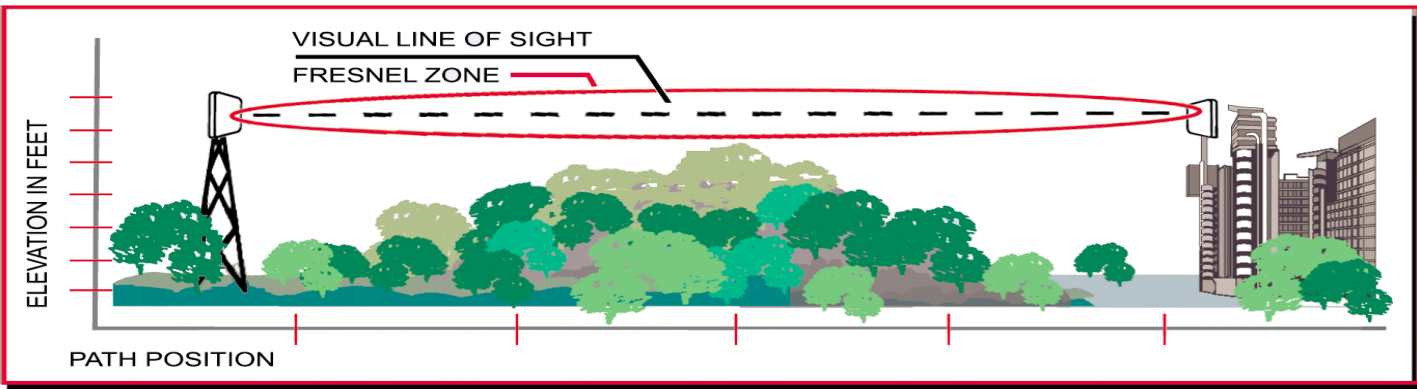 VISUAL LINE OF SIGHT
FRESNEL ZONE
ELEVATION IN FEET
PATH POSITION